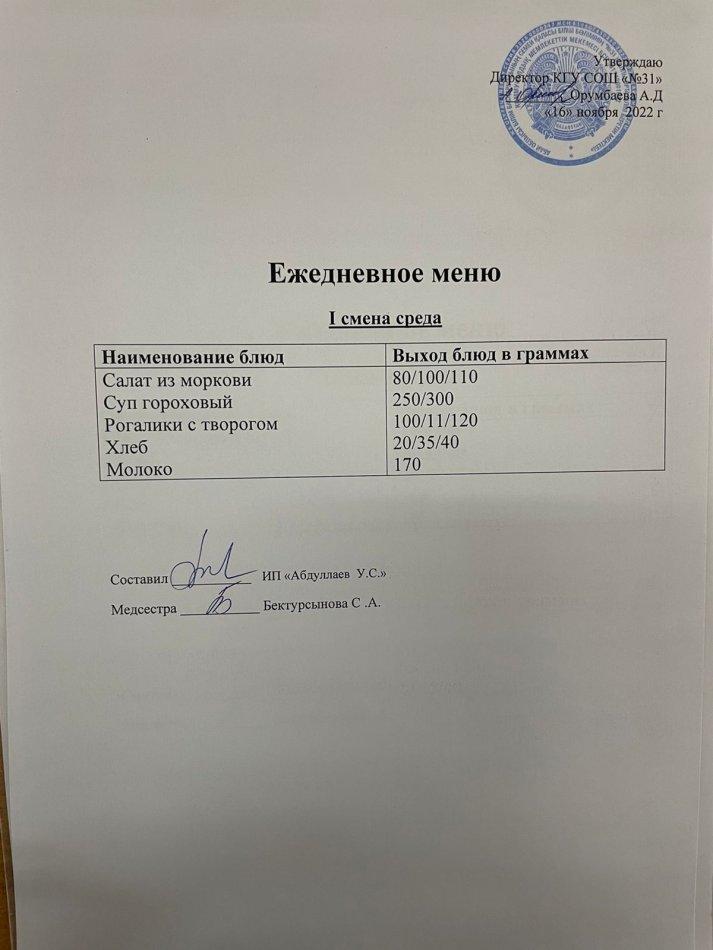 Утверждаю
Директор КГУ СОШ «№31»
Орумбаева А.Д
«16» ноября 2022 г
Ежедневное меню
I смена среда
Наименование блюд Выход блюд в граммах
Салат из моркови 80/100/110
Суп гороховый 250/300
Рогалики с творогом 100/11/120
Хлеб 20/35/40
Молоко 170
Составил ИП «Абдуллаев У.С.»
Медсестра Бектурсынова С .А.